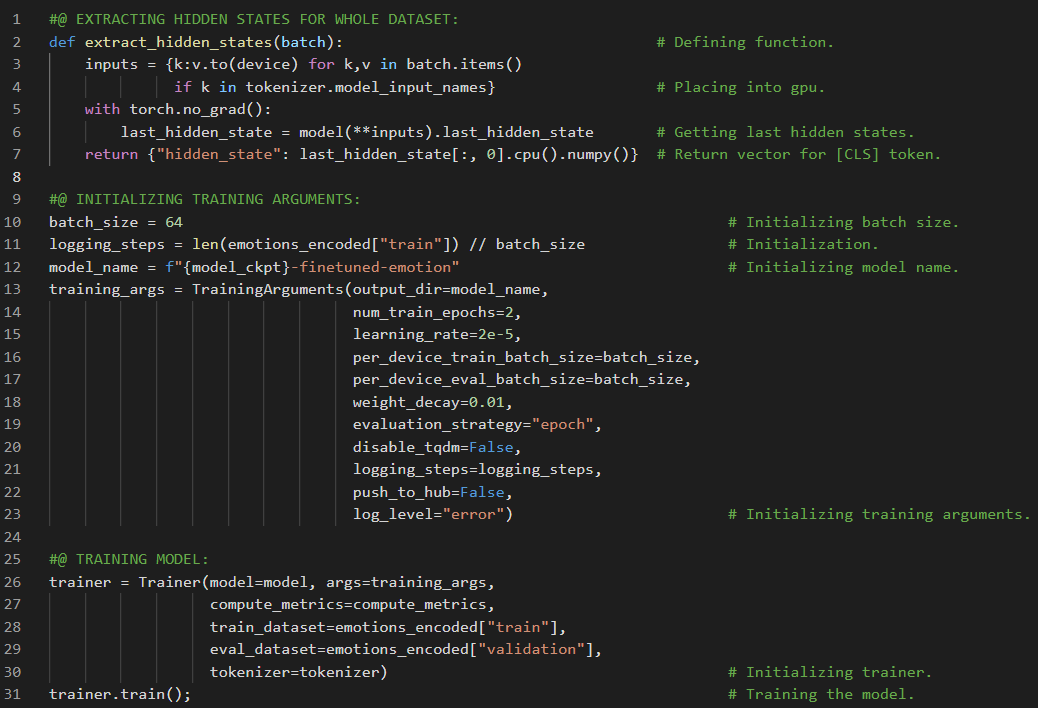 1 #@ EXTRACTING HIDDEN STATES FOR WHOLE DATASET:
2 def extract_hidden_states(batch): # Defining function.
3 inputs = {k:v.to(device) for k,v in batch.items()
4 if k in tokenizer.model_input_names} # Placing into gpu.
5 with torch.no_grad():
6 last_hidden_state = model(**inputs).last_hidden_state # Getting last hidden states.
7 return {"hidden_state": last_hidden_state[:, 0].cpu().numpy()} # Return vector for [CLS] token.
8
9 #@ INITIALIZING TRAINING ARGUMENTS:
10 batch_size = 64 # Initializing batch size.
11 logging_steps = len(emotions_encoded["train"]) // batch_size # Initialization.
12 model_name = f"{model_ckpt}-finetuned-emotion" # Initializing model name.
13 training_args = TrainingArguments(output_dir=model_name,
14 num_train_epochs=2,
15 learning_rate=2e-5,
16 per_device_train_batch_size=batch_size,
17 per_device_eval_batch_size=batch_size,
18 weight_decay=0.01,
19 evaluation_strategy="epoch",
20 disable_tqdm=False,
21 logging_steps=logging_steps,
22 push_to_hub=False,
23 log_level="error") # Initializing training arguments.
24
25 #@ TRAINING MODEL:
26 trainer = Trainer(model=model, args=training_args,
27 compute_metrics=compute_metrics,
28 train_dataset=emotions_encoded["train"],
29 eval_dataset=emotions_encoded["validation"],
30 tokenizer=tokenizer) # Initializing trainer.
31 trainer.train(); # Training the model.